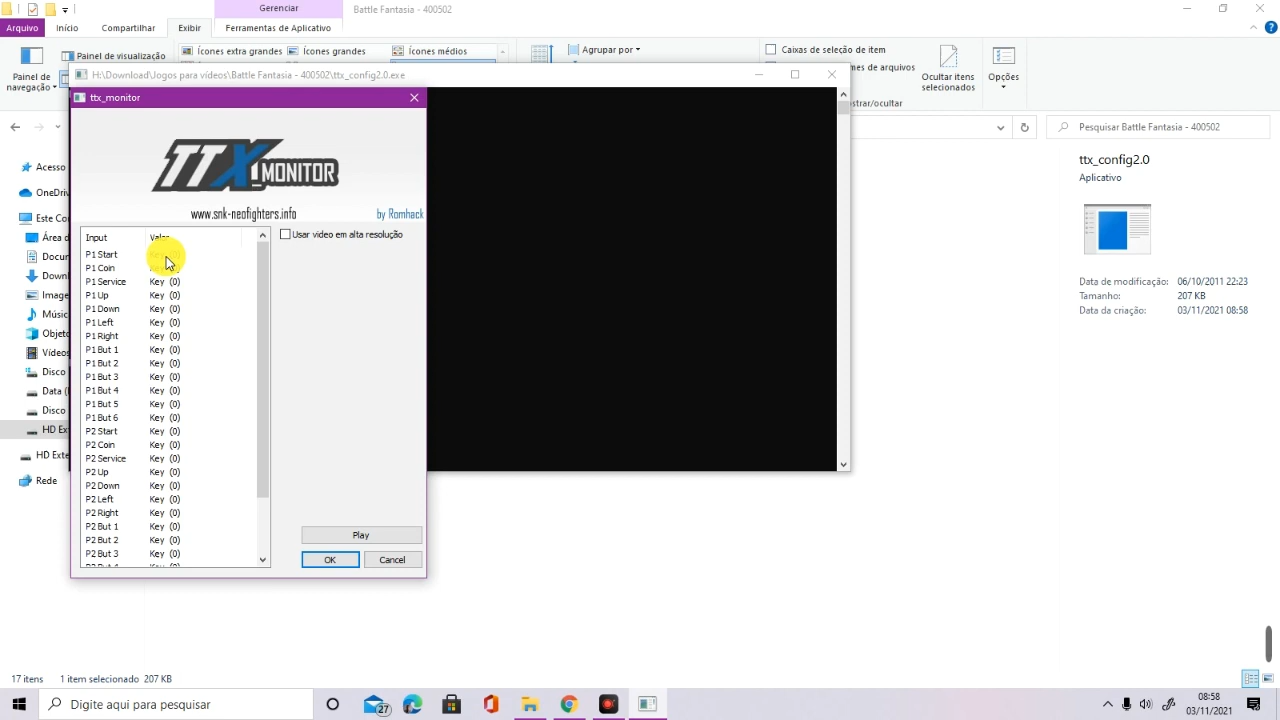 Gerenciar
Battle Fantasia - 400502
Arquivo
Início
Compartilhar
Exibir
Ferramentas de Aplicativo
Painel de navegação
Painel de visualização
Ícones extra grandes
Ícones grandes
Ícones médios
Agrupar por
Caixas de seleção de item
mes de arquivos
strar/ocultar
Ocultar itens selecionados
Opções
H:\Download\Jogos para vídeos\Battle Fantasia - 400502\ttx_config2.0.exe
ttx_monitor
TTX_MONITOR
www.snk-neofighters.info
by Romhack
Input
Usar video em alta resolução
P1 Start
P1 Coin
P1 Service Key (0)
P1 Up Key (0)
P1 Down Key (0)
P1 Left Key (0)
P1 Right Key (0)
P1 But 1 Key (0)
P1 But 2 Key (0)
P1 But 3 Key (0)
P1 But 4 Key (0)
P1 But 5 Key (0)
P1 But 6 Key (0)
P2 Start Key (0)
P2 Coin Key (0)
P2 Service Key (0)
P2 Up Key (0)
P2 Down Key (0)
P2 Left Key (0)
P2 Right Key (0)
P2 But 1 Key (0)
P2 But 2 Key (0)
P2 But 3 Key (0)
Play
OK
Cancel
Acesso
OneDriv
Este Co
Área d
Docur
Downl
Image
Músic
Objeto
Vídeos
Disco
Data (
Disco
HD Ex
HD Exte
Rede
Pesquisar Battle Fantasia - 400502
ttx_config2.0
Aplicativo
Data de modificação: 06/10/2011 22:23
Tamanho: 207 KB
Data da criação: 03/11/2021 08:58
17 itens
1 item selecionado 207 KB
Digite aqui para pesquisar
27
08:58
03/11/2021